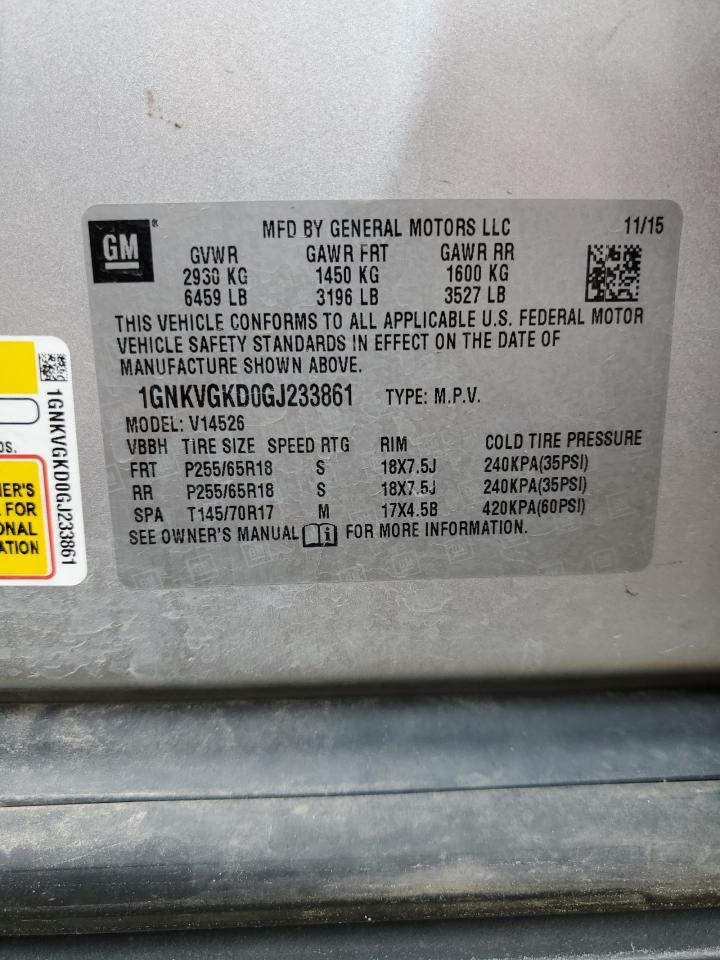 GM ®
MFD BY GENERAL MOTORS LLC 11/15
GVWR GAWR FRT GAWR RR
2930 KG 1450 KG 1600 KG
6459 LB 3196 LB 3527 LB
THIS VEHICLE CONFORMS TO ALL APPLICABLE U.S. FEDERAL MOTOR
VEHICLE SAFETY STANDARDS IN EFFECT ON THE DATE OF
MANUFACTURE SHOWN ABOVE.
1GNKVGKD0GJ233861 TYPE: M.P.V.
MODEL: V14526
VBBH TIRE SIZE SPEED RTG RIM COLD TIRE PRESSURE
FRT P255/65R18 S 18X7.5J 240KPA(35PSI)
RR P255/65R18 S 18X7.5J 240KPA(35PSI)
SPA T145/70R17 M 17X4.5B 420KPA(60PSI)
SEE OWNER'S MANUAL FOR MORE INFORMATION.
1GNKVGKD0GJ233861
DS.
IER'S
FOR
ONAL
ATION